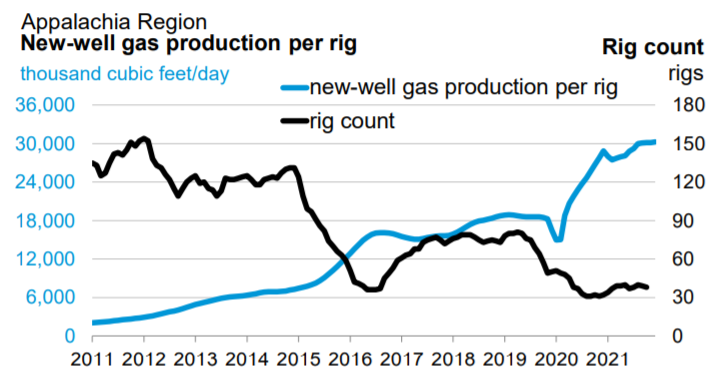 Appalachia Region
New-well gas production per rig
Rig count
thousand cubic feet/day
rigs
new-well gas production per rig
rig count
36,000
180
30,000
150
24,000
120
18,000
90
12,000
60
6,000
30
0
0
2011 2012 2013 2014 2015 2016 2017 2018 2019 2020 2021